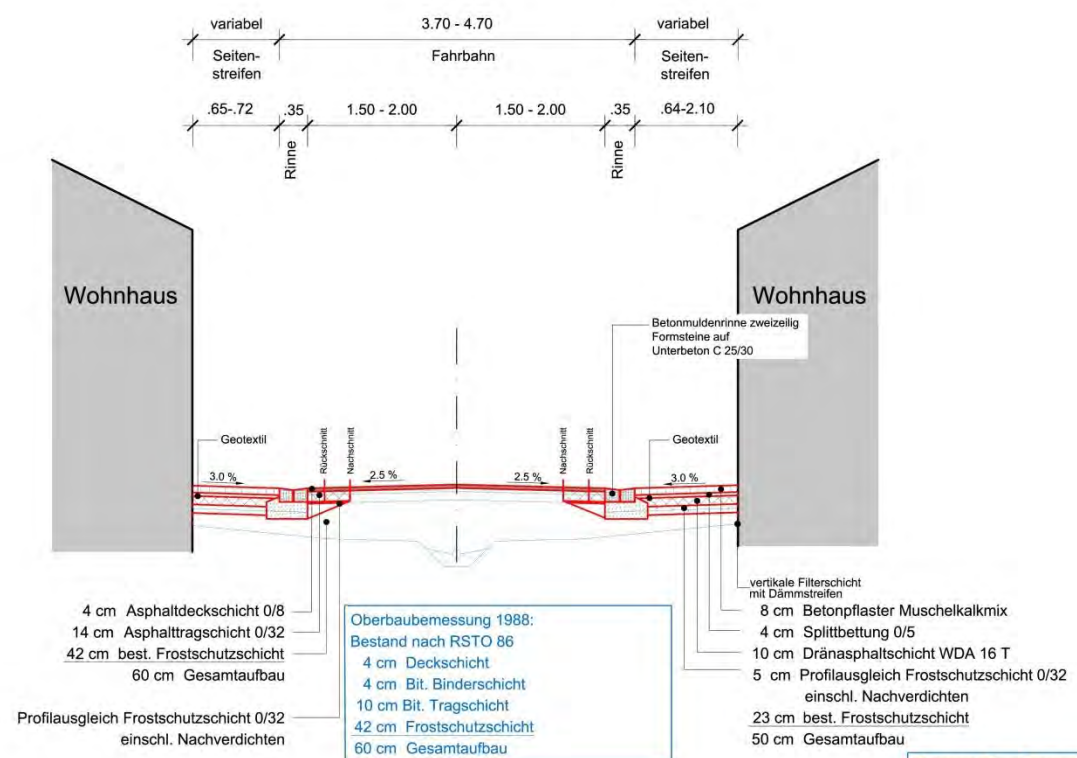 variabel
3.70 - 4.70
variabel
Seiten-
streifen
Fahrbahn
Seiten-
streifen
.65-.72
.35
1.50 - 2.00
1.50 - 2.00
.35
.64-2.10
Rinne
Rinne
Wohnhaus
Wohnhaus
Betonmuldenrinne zweizeilig
Formsteine auf
Unterbeton C 25/30
Geotextil
Rückschnitt
Nachschnitt
Nachschnitt
Rückschnitt
Geotextil
3.0 %
2.5 %
2.5 %
3.0 %
vertikale Filterschicht
mit Dämmstreifen
4 cm Asphaltdeckschicht 0/8
14 cm Asphalttragschicht 0/32
42 cm best. Frostschutzschicht
60 cm Gesamtaufbau
Profilausgleich Frostschutzschicht 0/32
einschl. Nachverdichten
Oberbaubemessung 1988:
Bestand nach RSTO 86
4 cm Deckschicht
4 cm Bit. Binderschicht
10 cm Bit. Tragschicht
42 cm Frostschutzschicht
60 cm Gesamtaufbau
8 cm Betonpflaster Muschelkalkmix
4 cm Splittbettung 0/5
10 cm Dränasphaltschicht WDA 16 T
5 cm Profilausgleich Frostschutzschicht 0/32
einschl. Nachverdichten
23 cm best. Frostschutzschicht
50 cm Gesamtaufbau